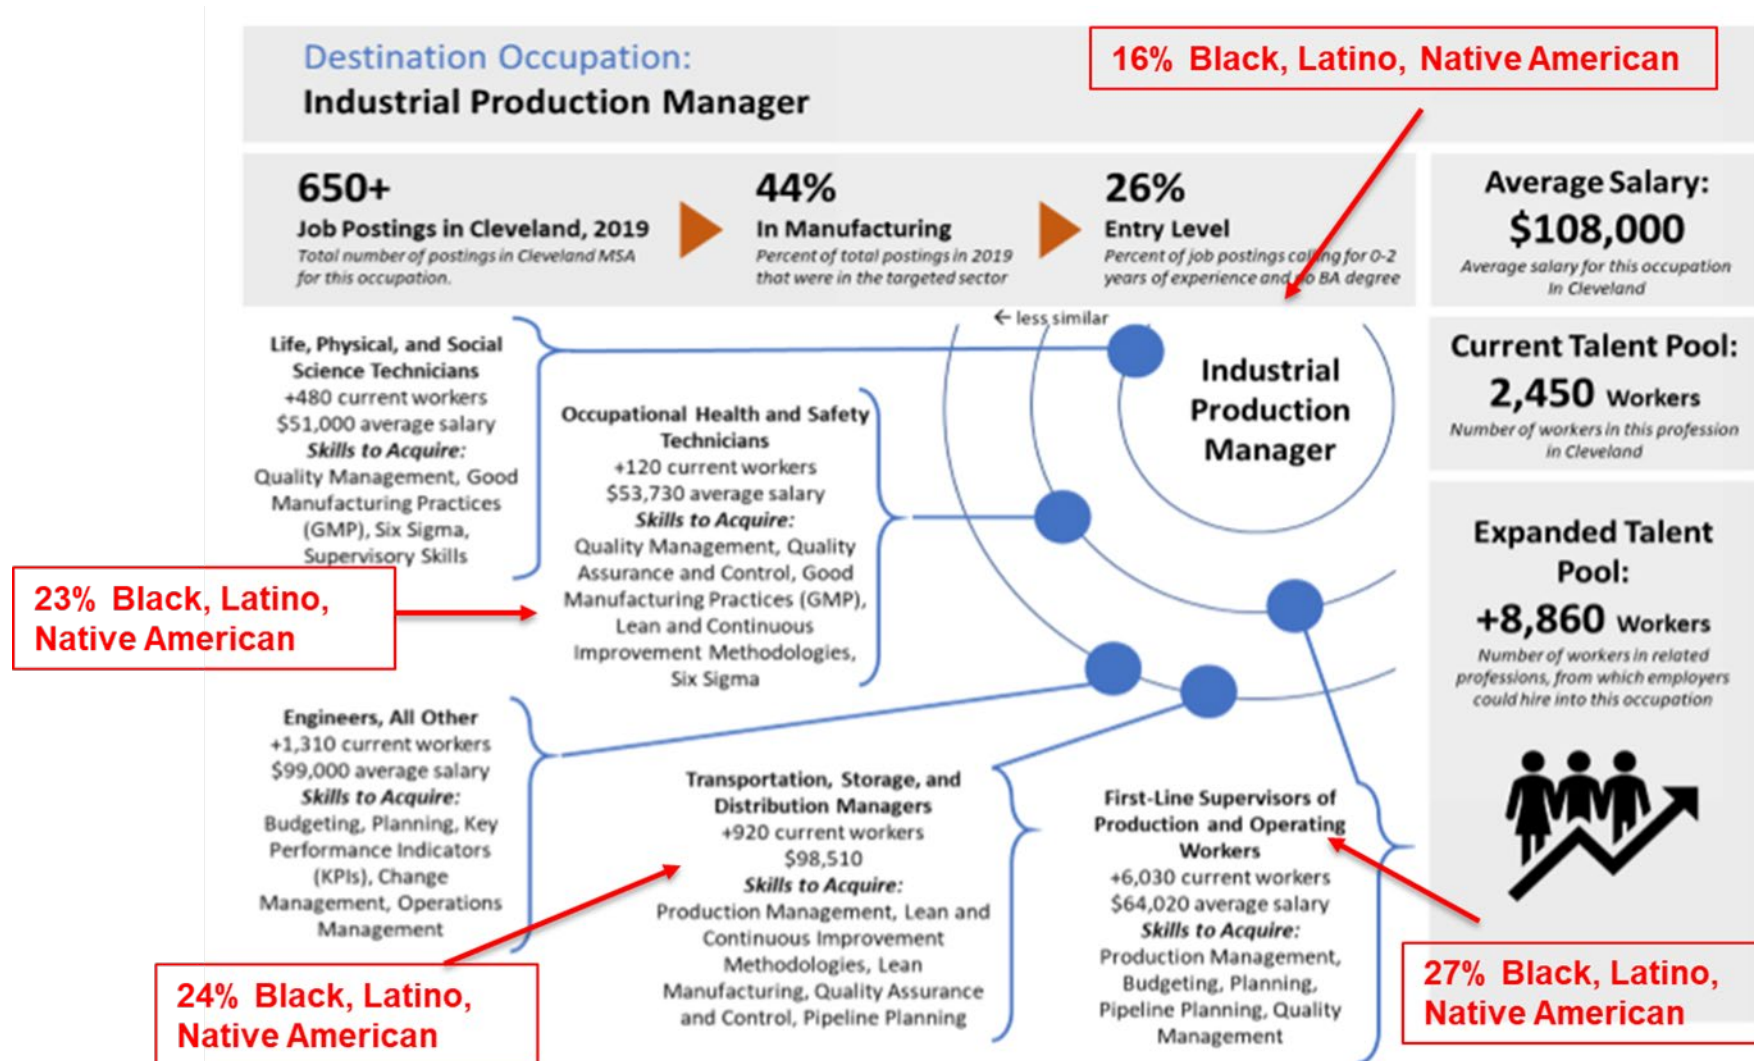 Destination Occupation:
Industrial Production Manager
16% Black, Latino, Native American
650+
Job Postings in Cleveland, 2019
Total number of postings in Cleveland MSA
for this occupation.
44%
In Manufacturing
Percent of total postings in 2019
that were in the targeted sector
26%
Entry Level
Percent of job postings calling for 0-2
years of experience and no BA degree
Average Salary:
$108,000
Average salary for this occupation
In Cleveland
← less similar
Industrial
Production
Manager
Current Talent Pool:
2,450 Workers
Number of workers in this profession
in Cleveland
Expanded Talent
Pool:
+8,860 Workers
Number of workers in related
professions, from which employers
could hire into this occupation
Life, Physical, and Social
Science Technicians
+480 current workers
$51,000 average salary
Skills to Acquire:
Quality Management, Good
Manufacturing Practices
(GMP), Six Sigma,
Supervisory Skills
Occupational Health and Safety
Technicians
+120 current workers
$53,730 average salary
Skills to Acquire:
Quality Management, Quality
Assurance and Control, Good
Manufacturing Practices (GMP),
Lean and Continuous
Improvement Methodologies,
Six Sigma
23% Black, Latino,
Native American
Engineers, All Other
+1,310 current workers
$99,000 average salary
Skills to Acquire:
Budgeting, Planning, Key
Performance Indicators
(KPIs), Change
Management, Operations
Management
Transportation, Storage, and
Distribution Managers
+920 current workers
$98,510
Skills to Acquire:
Production Management, Lean and
Continuous Improvement
Methodologies, Lean
Manufacturing, Quality Assurance
and Control, Pipeline Planning
24% Black, Latino,
Native American
First-Line Supervisors of
Production and Operating
Workers
+6,030 current workers
$64,020 average salary
Skills to Acquire:
Production Management,
Budgeting, Planning,
Pipeline Planning, Quality
Management
27% Black, Latino,
Native American